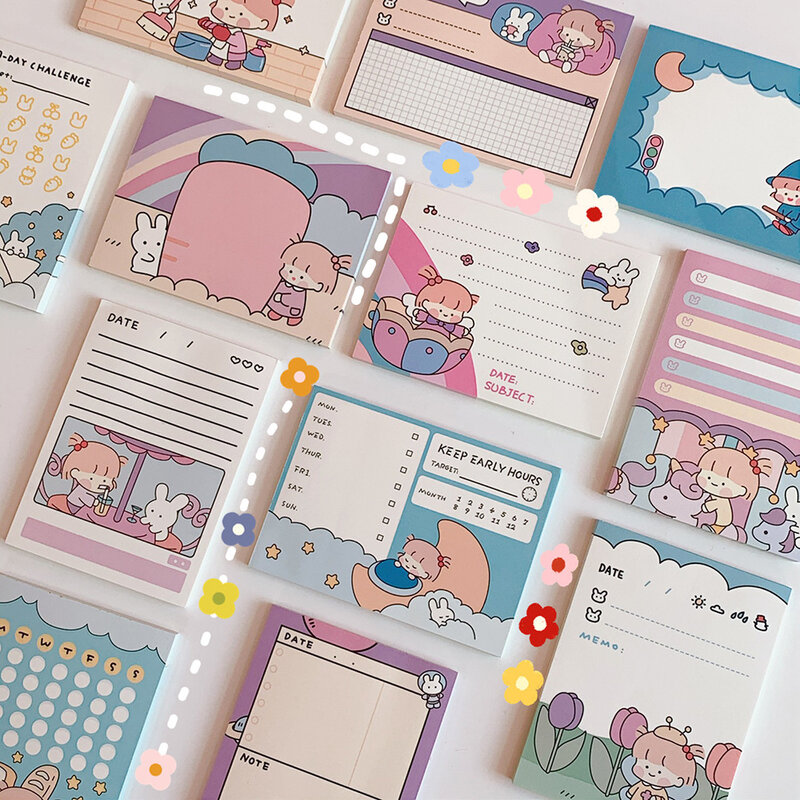 -DAY CHALLENGE
DATE / /
DATE:
SUBJECT:
MON.
TUES.
WED.
THUR.
FRI.
SAT.
SUN.
KEEP EARLY HOURS
TARGET:
MONTH 1 2 3 4 5 6 7
8 9 10 11 12
DATE / /
MEMO:
T W T F S S
DATE . .
NOTE